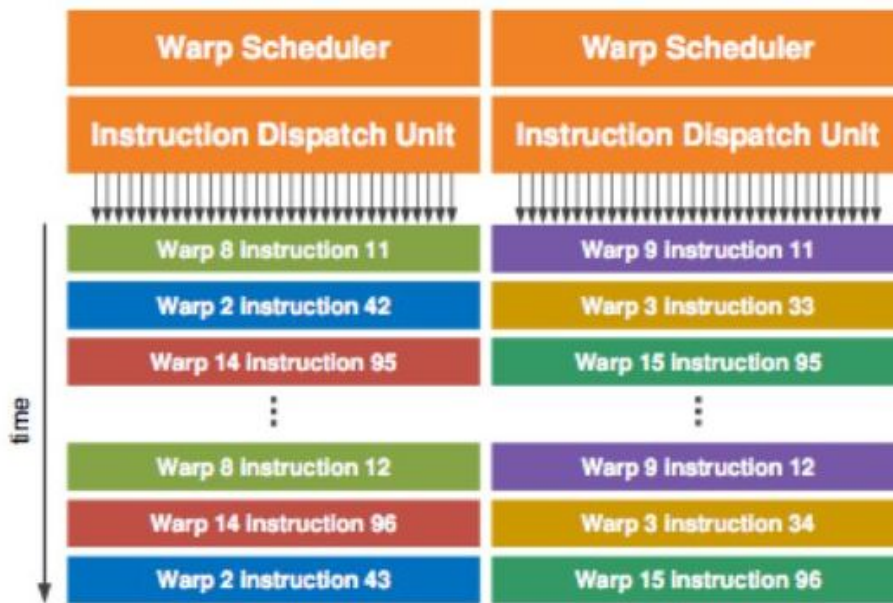 Warp Scheduler Warp Scheduler
Instruction Dispatch Unit Instruction Dispatch Unit
Warp 8 Instruction 11 Warp 9 Instruction 11
Warp 2 Instruction 42 Warp 3 Instruction 33
Warp 14 Instruction 95 Warp 15 Instruction 95
time
Warp 8 Instruction 12 Warp 9 Instruction 12
Warp 14 Instruction 96 Warp 3 Instruction 34
Warp 2 Instruction 43 Warp 15 Instruction 96